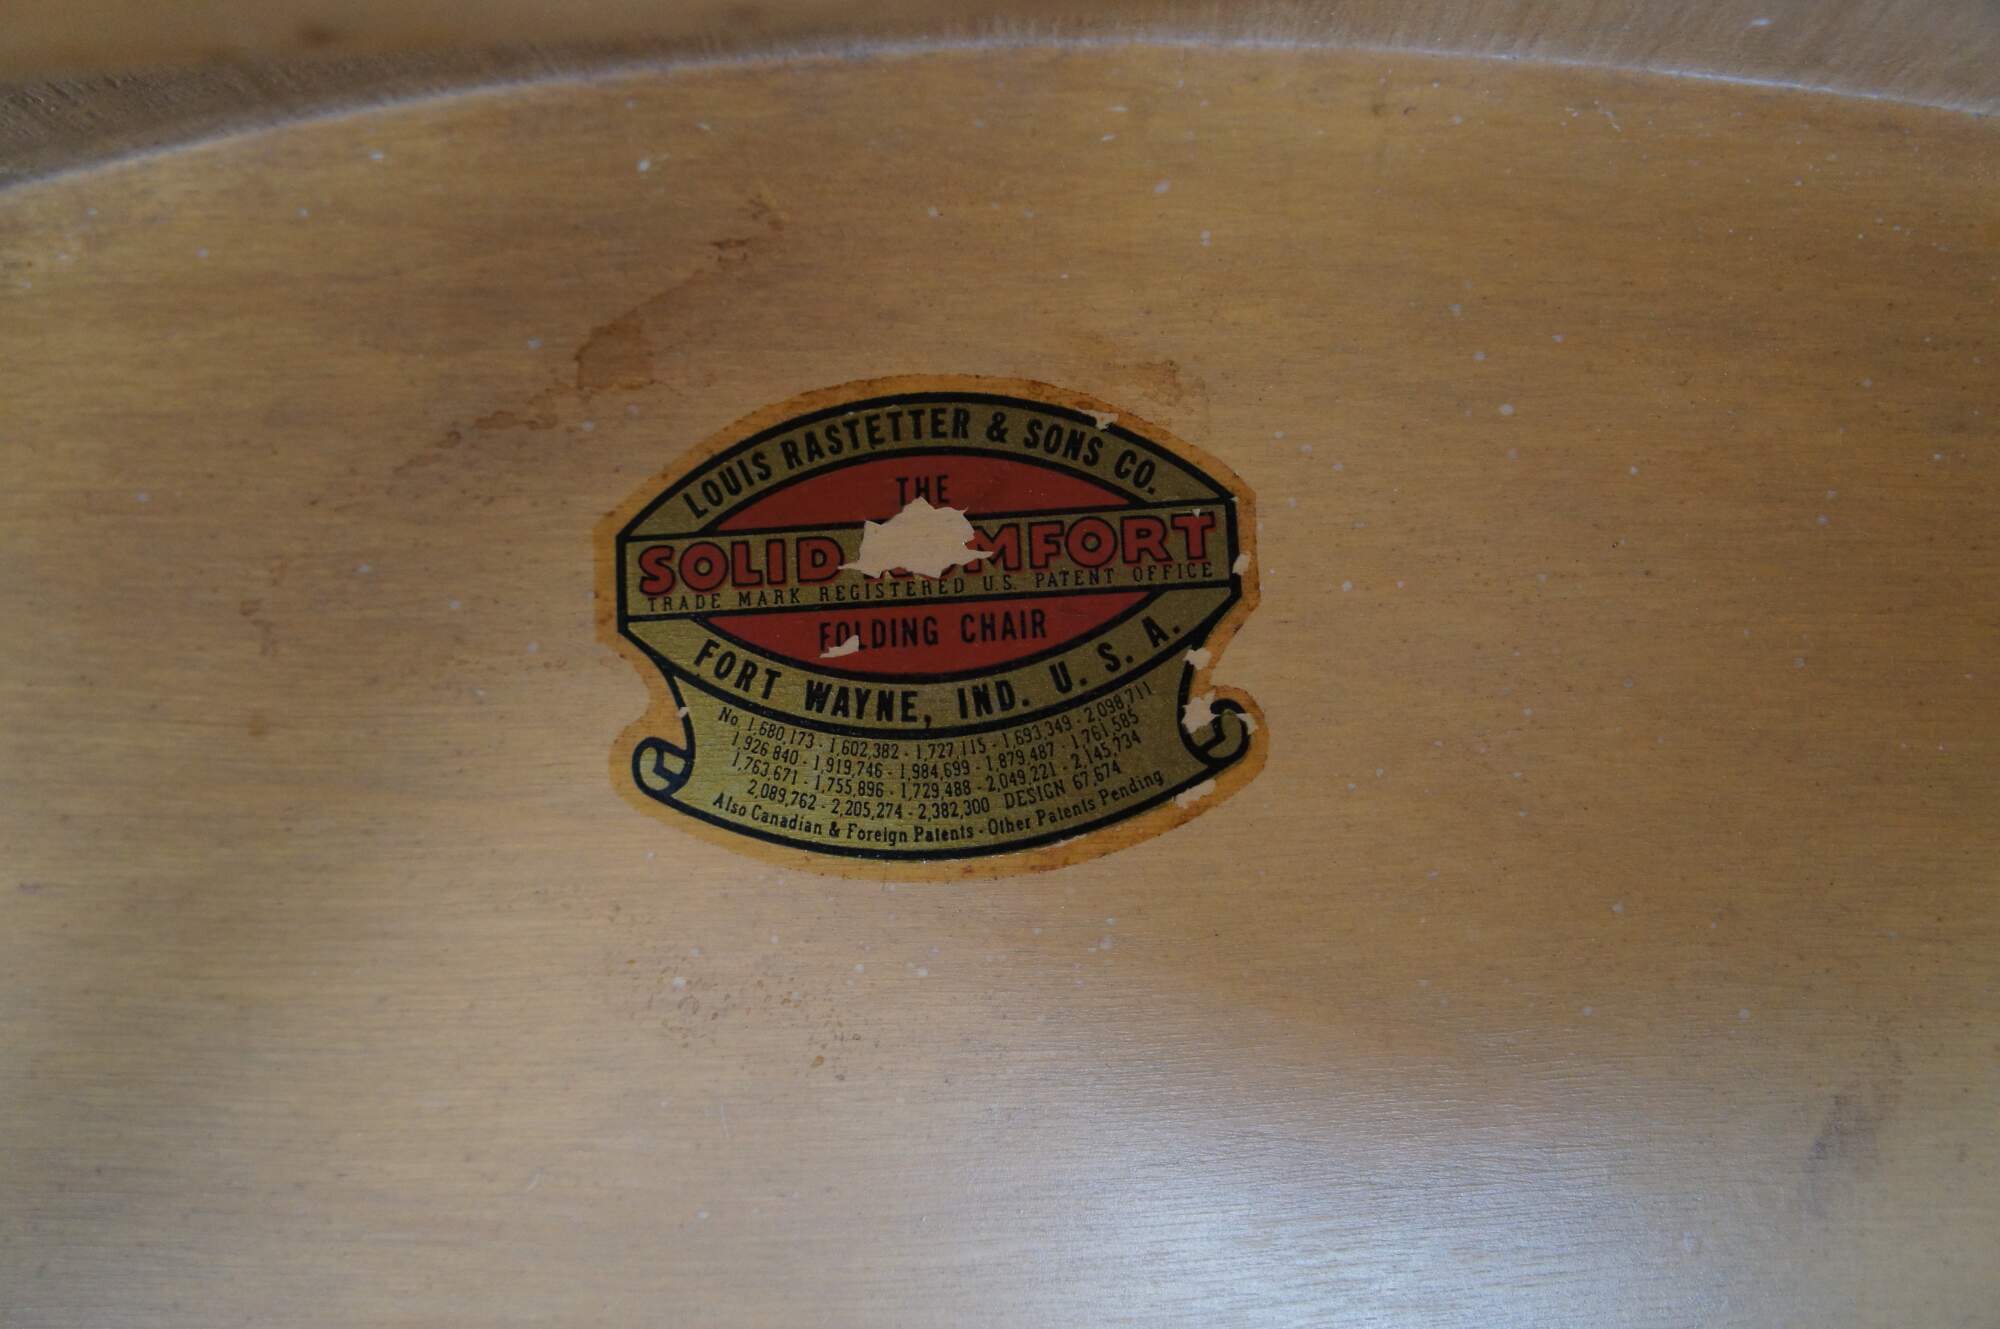 LOUIS RASTETTER & SONS CO.
THE
SOLID KOMFORT
TRADE MARK REGISTERED U.S. PATENT OFFICE
FOLDING CHAIR
FORT WAYNE, IND. U. S. A.
No. 1,680,173 - 1,602,382 - 1,727,115 - 1,693,349 - 2,098,711
1,926,840 - 1,919,746 - 1,984,699 - 1,879,487 - 1,761,585
1,763,671 - 1,755,896 - 1,729,488 - 2,049,221 - 2,145,734
2,089,762 - 2,205,274 - 2,382,300 DESIGN 67,674
Also Canadian & Foreign Patents - Other Patents Pending